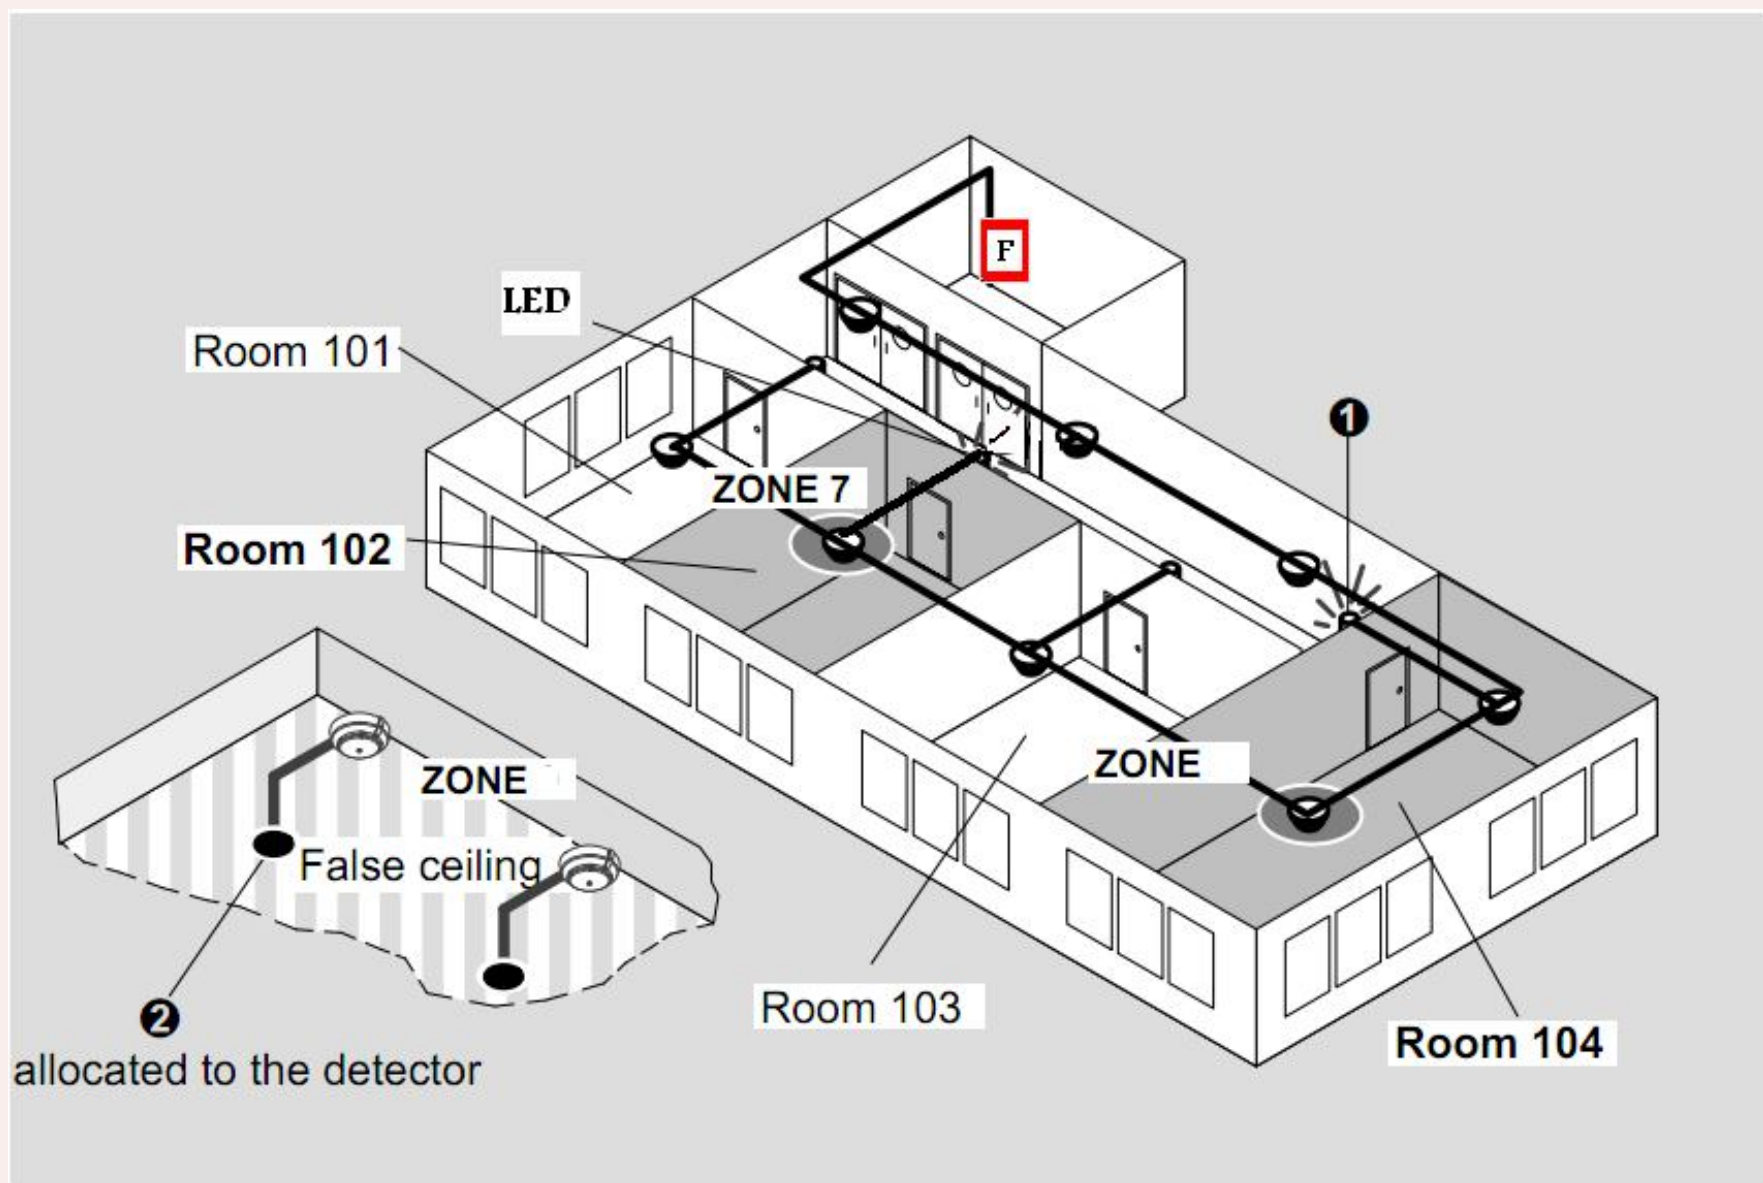 F
LED
Room 101
1
ZONE 7
Room 102
ZONE
ZONE
False ceiling
Room 103
2
Room 104
allocated to the detector